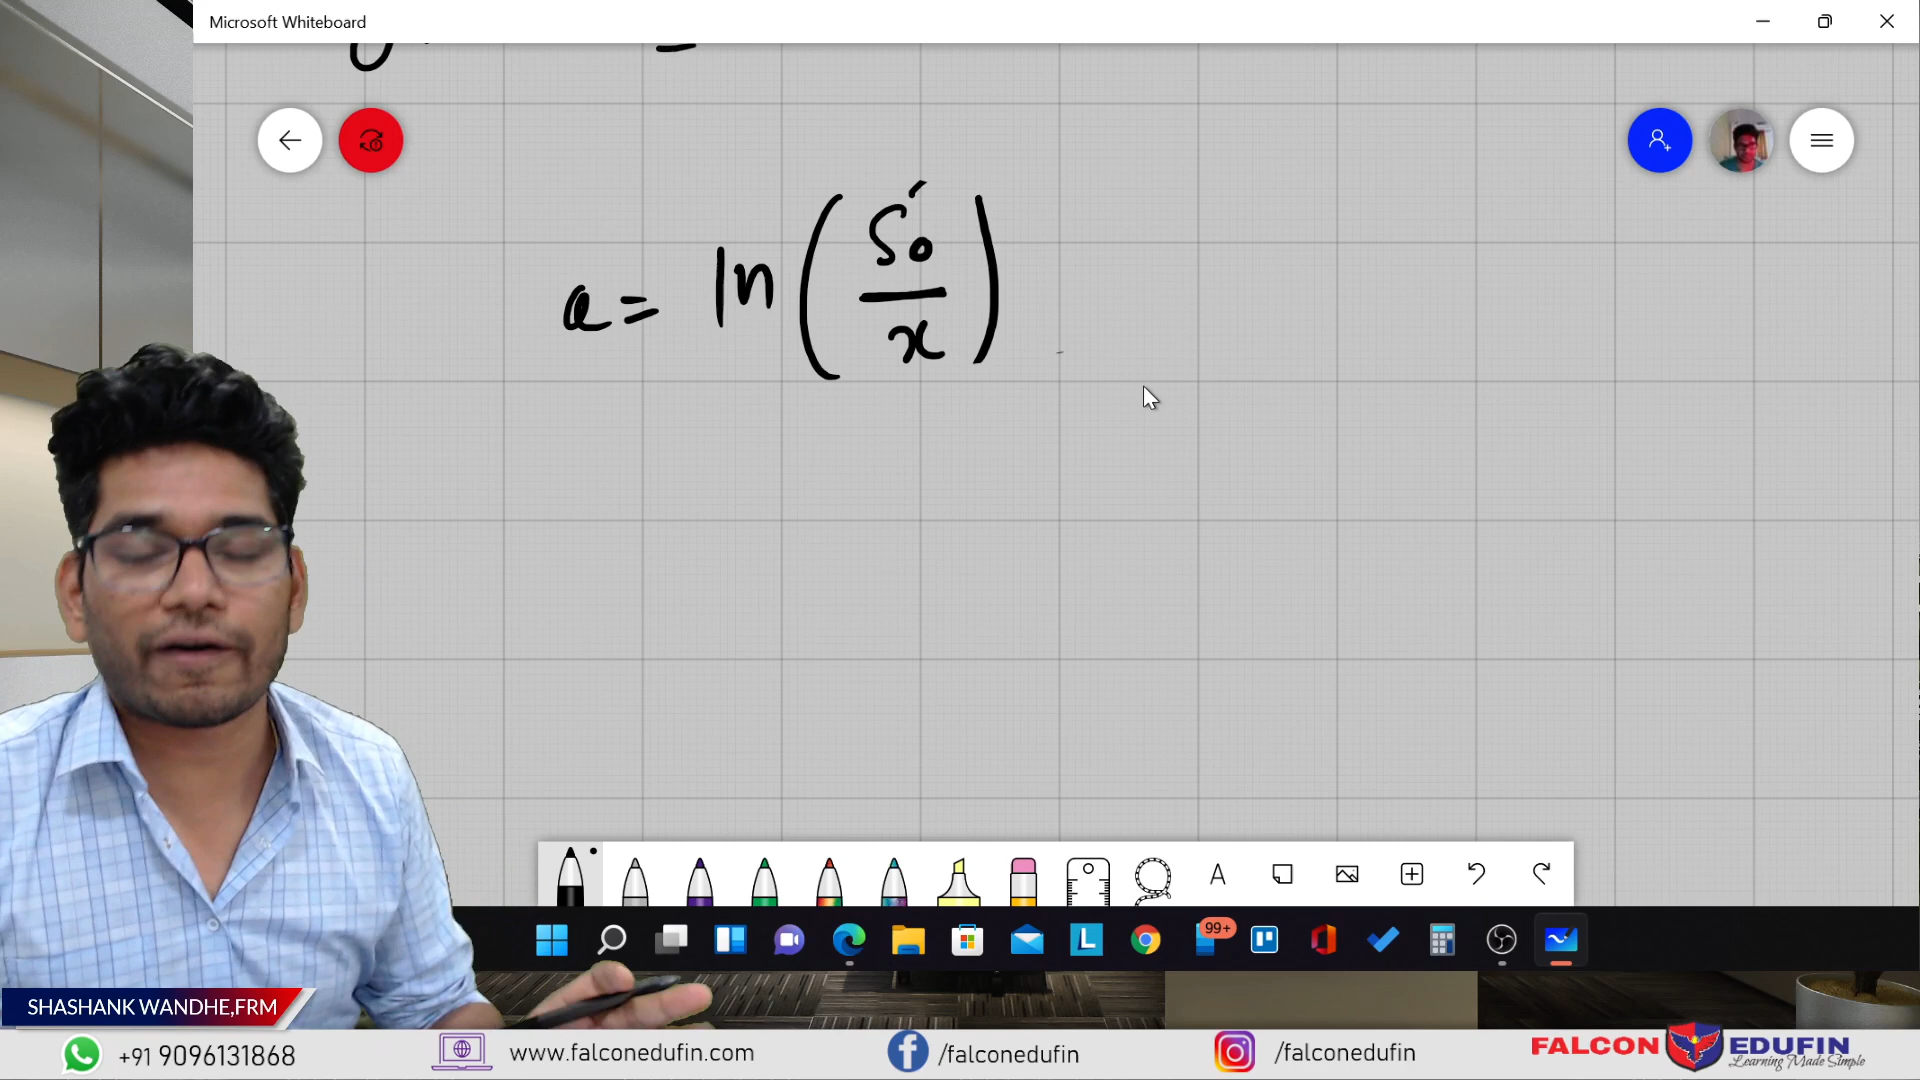 Microsoft Whiteboard
a = ln ( S₀ / x )
A
99+
L
SHASHANK WANDHE,FRM
+91 9096131868
www.falconedufin.com
/falconedufin
/falconedufin
FALCON EDUFIN
Learning Made Simple